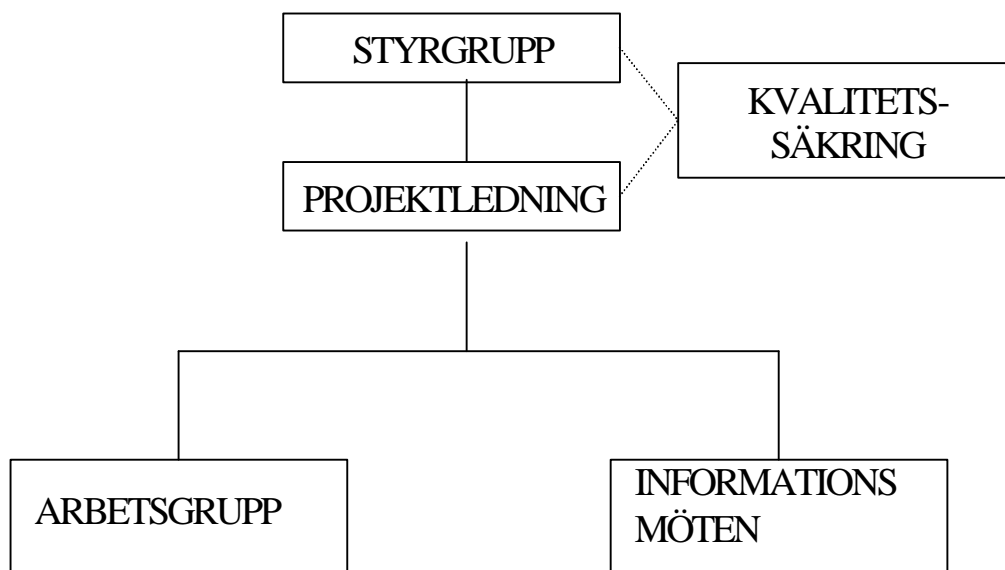 STYRGRUPP
KVALITETS-
SÄKRING
PROJEKTLEDNING
ARBETSGRUPP
INFORMATIONS
MÖTEN